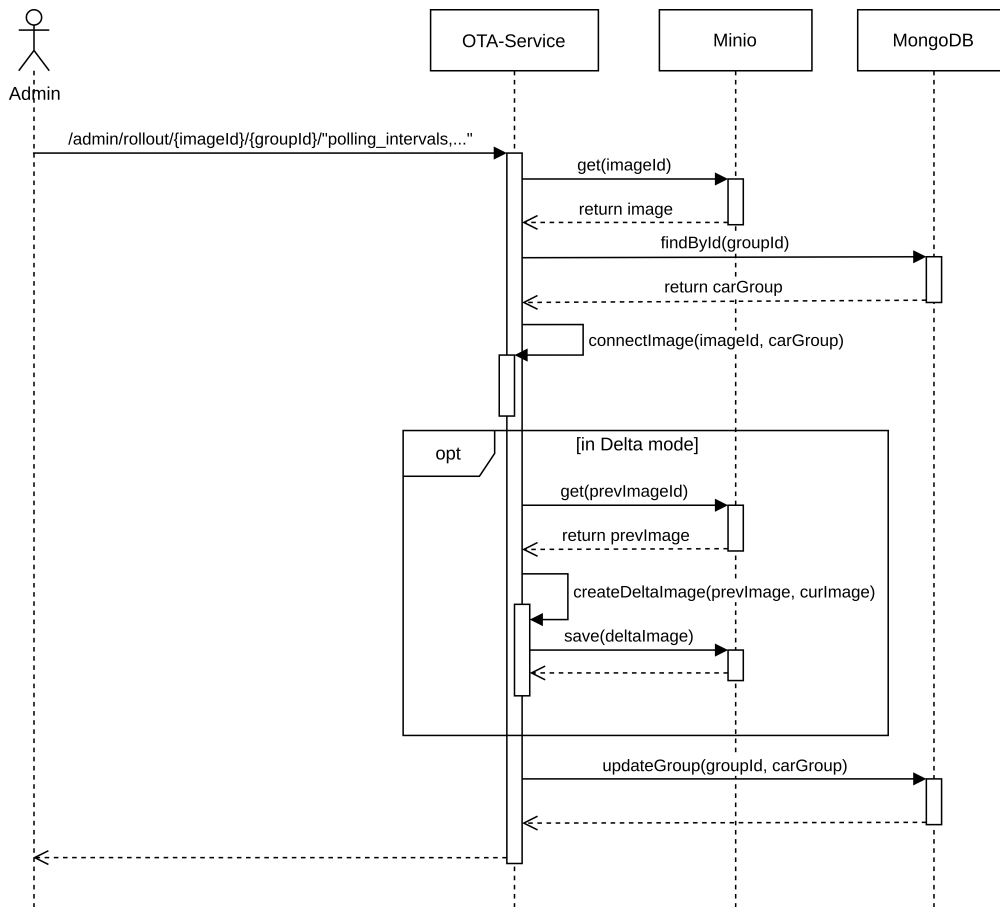 OTA-Service
Minio
MongoDB
Admin
/admin/rollout/{imageId}/{groupId}/"polling_intervals,..."
get(imageId)
return image
findById(groupId)
return carGroup
connectImage(imageId, carGroup)
opt
[in Delta mode]
get(prevImageId)
return prevImage
createDeltaImage(prevImage, curImage)
save(deltaImage)
updateGroup(groupId, carGroup)